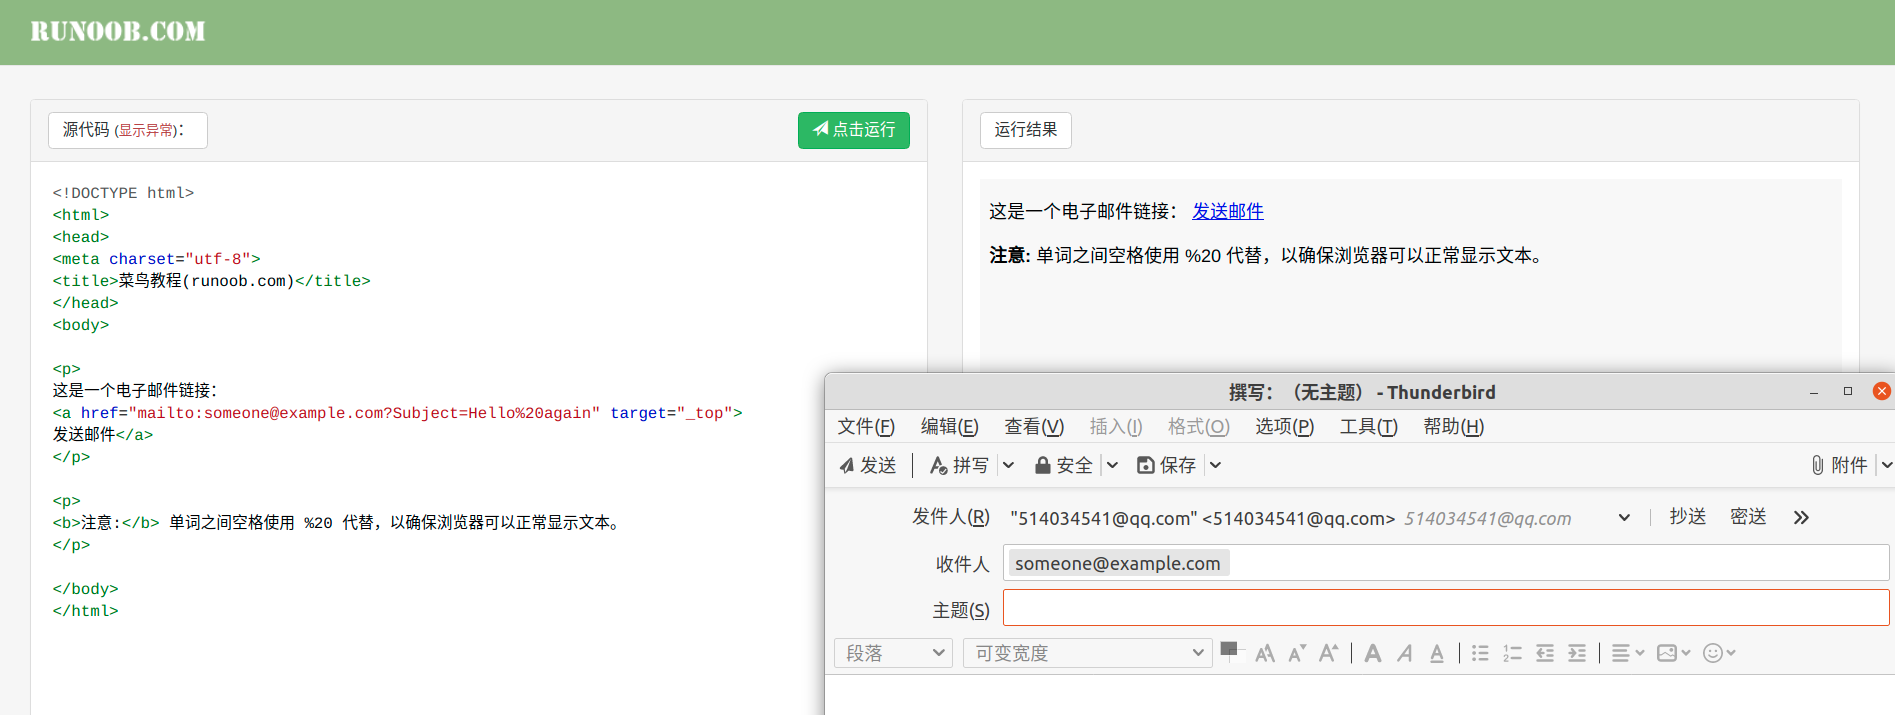 RUNOOB.COM
源代码 (显示异常)：
点击运行
<!DOCTYPE html>
<html>
<head>
<meta charset="utf-8">
<title>菜鸟教程(runoob.com)</title>
</head>
<body>
<p>
这是一个电子邮件链接：
<a href="mailto:someone@example.com?Subject=Hello%20again" target="_top">
发送邮件</a>
</p>
<p>
<b>注意:</b> 单词之间空格使用 %20 代替，以确保浏览器可以正常显示文本。
</p>
</body>
</html>
运行结果
这是一个电子邮件链接： 发送邮件
注意: 单词之间空格使用 %20 代替，以确保浏览器可以正常显示文本。
撰写：（无主题） - Thunderbird
文件(F) 编辑(E) 查看(V) 插入(I) 格式(O) 选项(P) 工具(T) 帮助(H)
发送 拼写 安全 保存 附件
发件人(R) "514034541@qq.com" <514034541@qq.com> 514034541@qq.com 抄送 密送
收件人 someone@example.com
主题(S)
段落 可变宽度